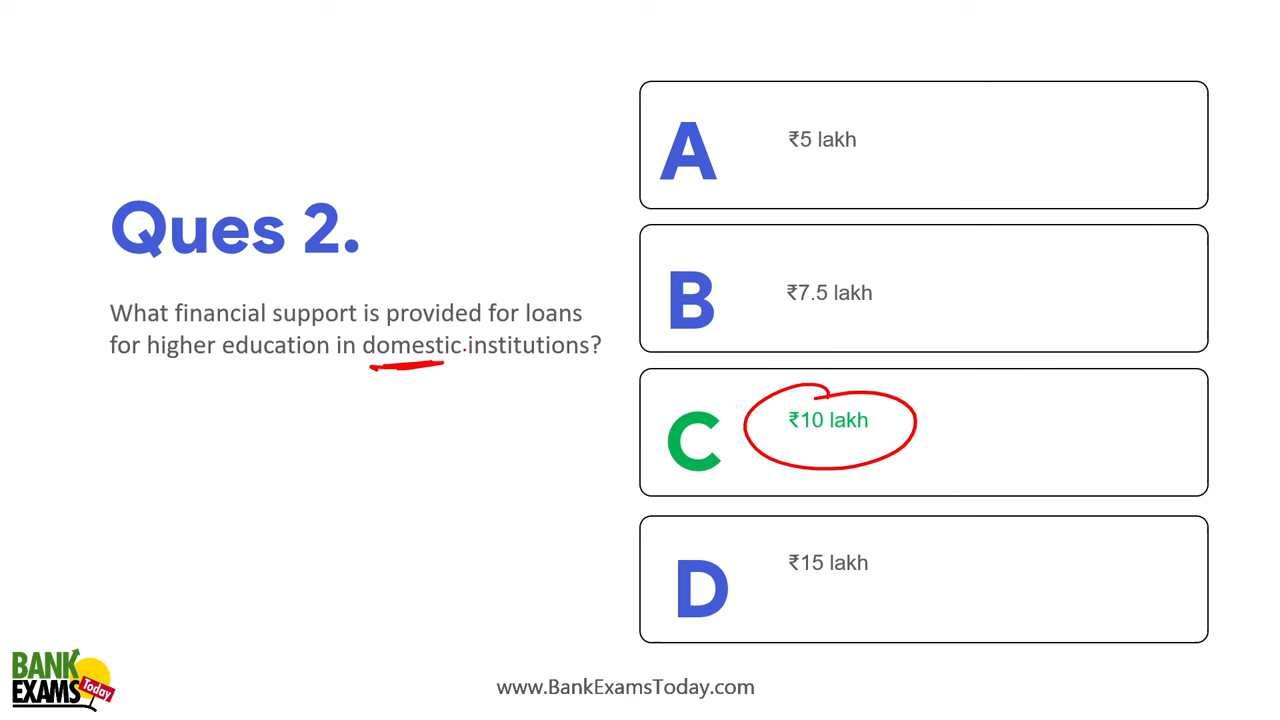 Ques 2.
What financial support is provided for loans
for higher education in domestic institutions?
A
₹5 lakh
B
₹7.5 lakh
C
₹10 lakh
D
₹15 lakh
BANK
EXAMS
Today
www.BankExamsToday.com